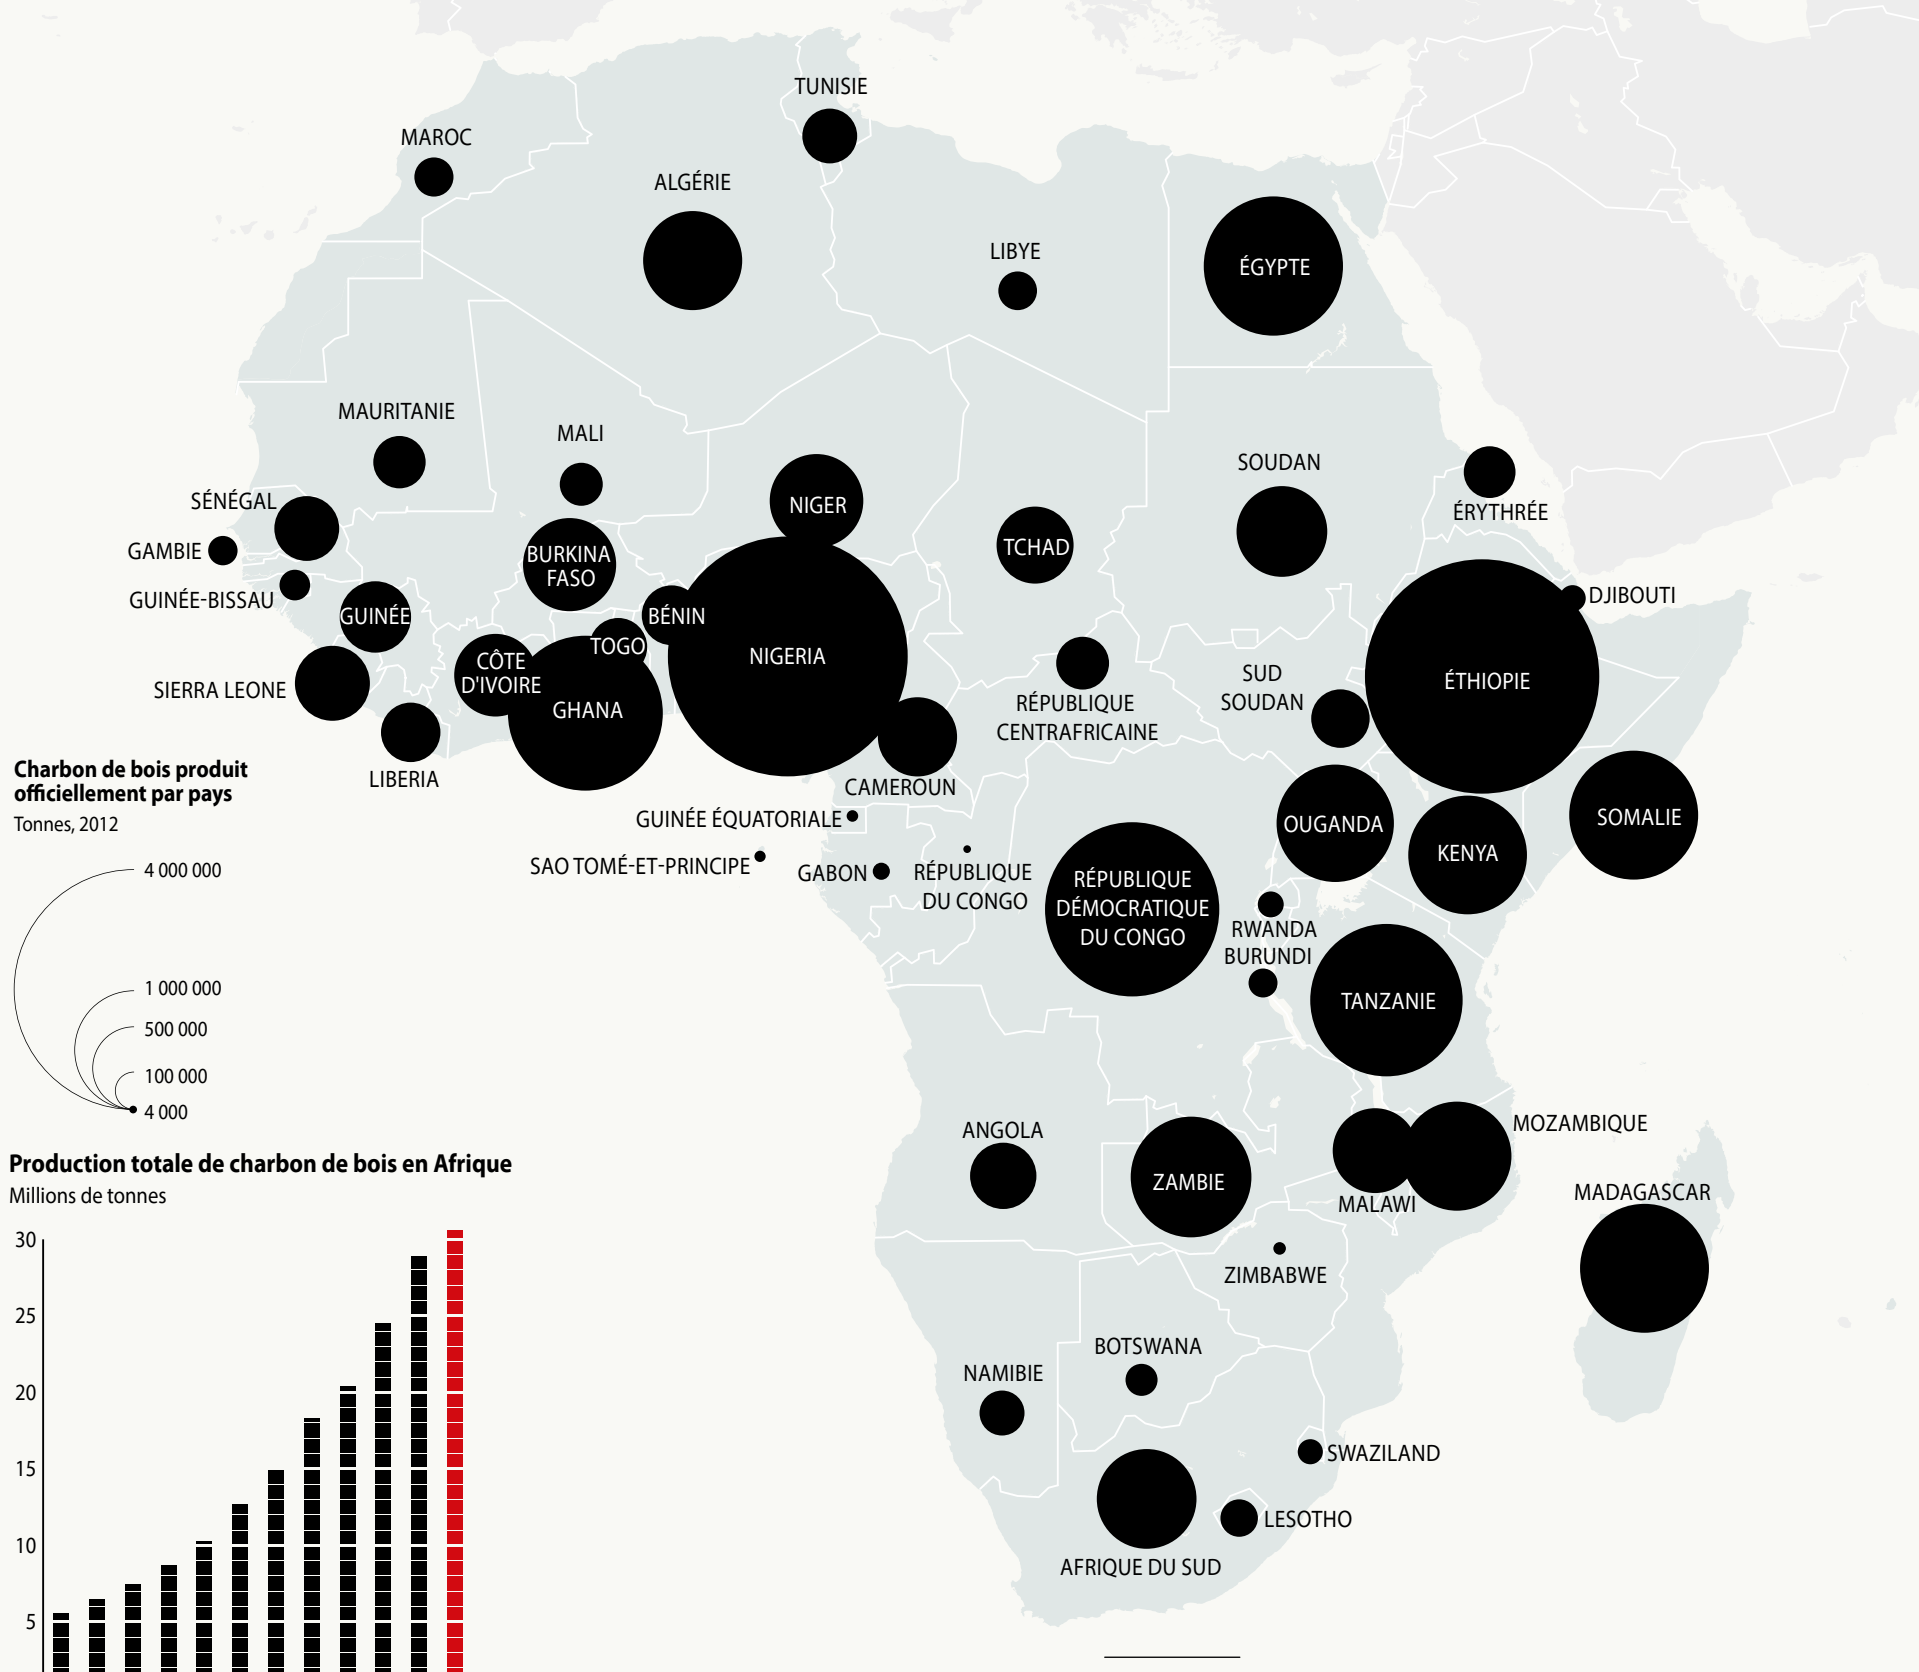 TUNISIE
MAROC
ALGÉRIE
LIBYE
ÉGYPTE
MAURITANIE
MALI
SOUDAN
NIGER
SÉNÉGAL
ÉRYTHRÉE
GAMBIE
TCHAD
BURKINA
FASO
GUINÉE-BISSAU
DJIBOUTI
GUINÉE
BÉNIN
TOGO
NIGERIA
CÔTE
D'IVOIRE
SIERRA LEONE
GHANA
SUD
SOUDAN
ÉTHIOPIE
RÉPUBLIQUE
CENTRAFRICAINE
LIBERIA
CAMEROUN
GUINÉE ÉQUATORIALE
OUGANDA
SOMALIE
KENYA
SAO TOMÉ-ET-PRINCIPE
GABON
RÉPUBLIQUE
DU CONGO
RÉPUBLIQUE
DÉMOCRATIQUE
DU CONGO
RWANDA
BURUNDI
TANZANIE
ANGOLA
ZAMBIE
MOZAMBIQUE
MALAWI
MADAGASCAR
ZIMBABWE
BOTSWANA
NAMIBIE
SWAZILAND
LESOTHO
AFRIQUE DU SUD
Charbon de bois produit
officiellement par pays
Tonnes, 2012
4 000 000
1 000 000
500 000
100 000
4 000
Production totale de charbon de bois en Afrique
Millions de tonnes
30
25
20
15
10
5